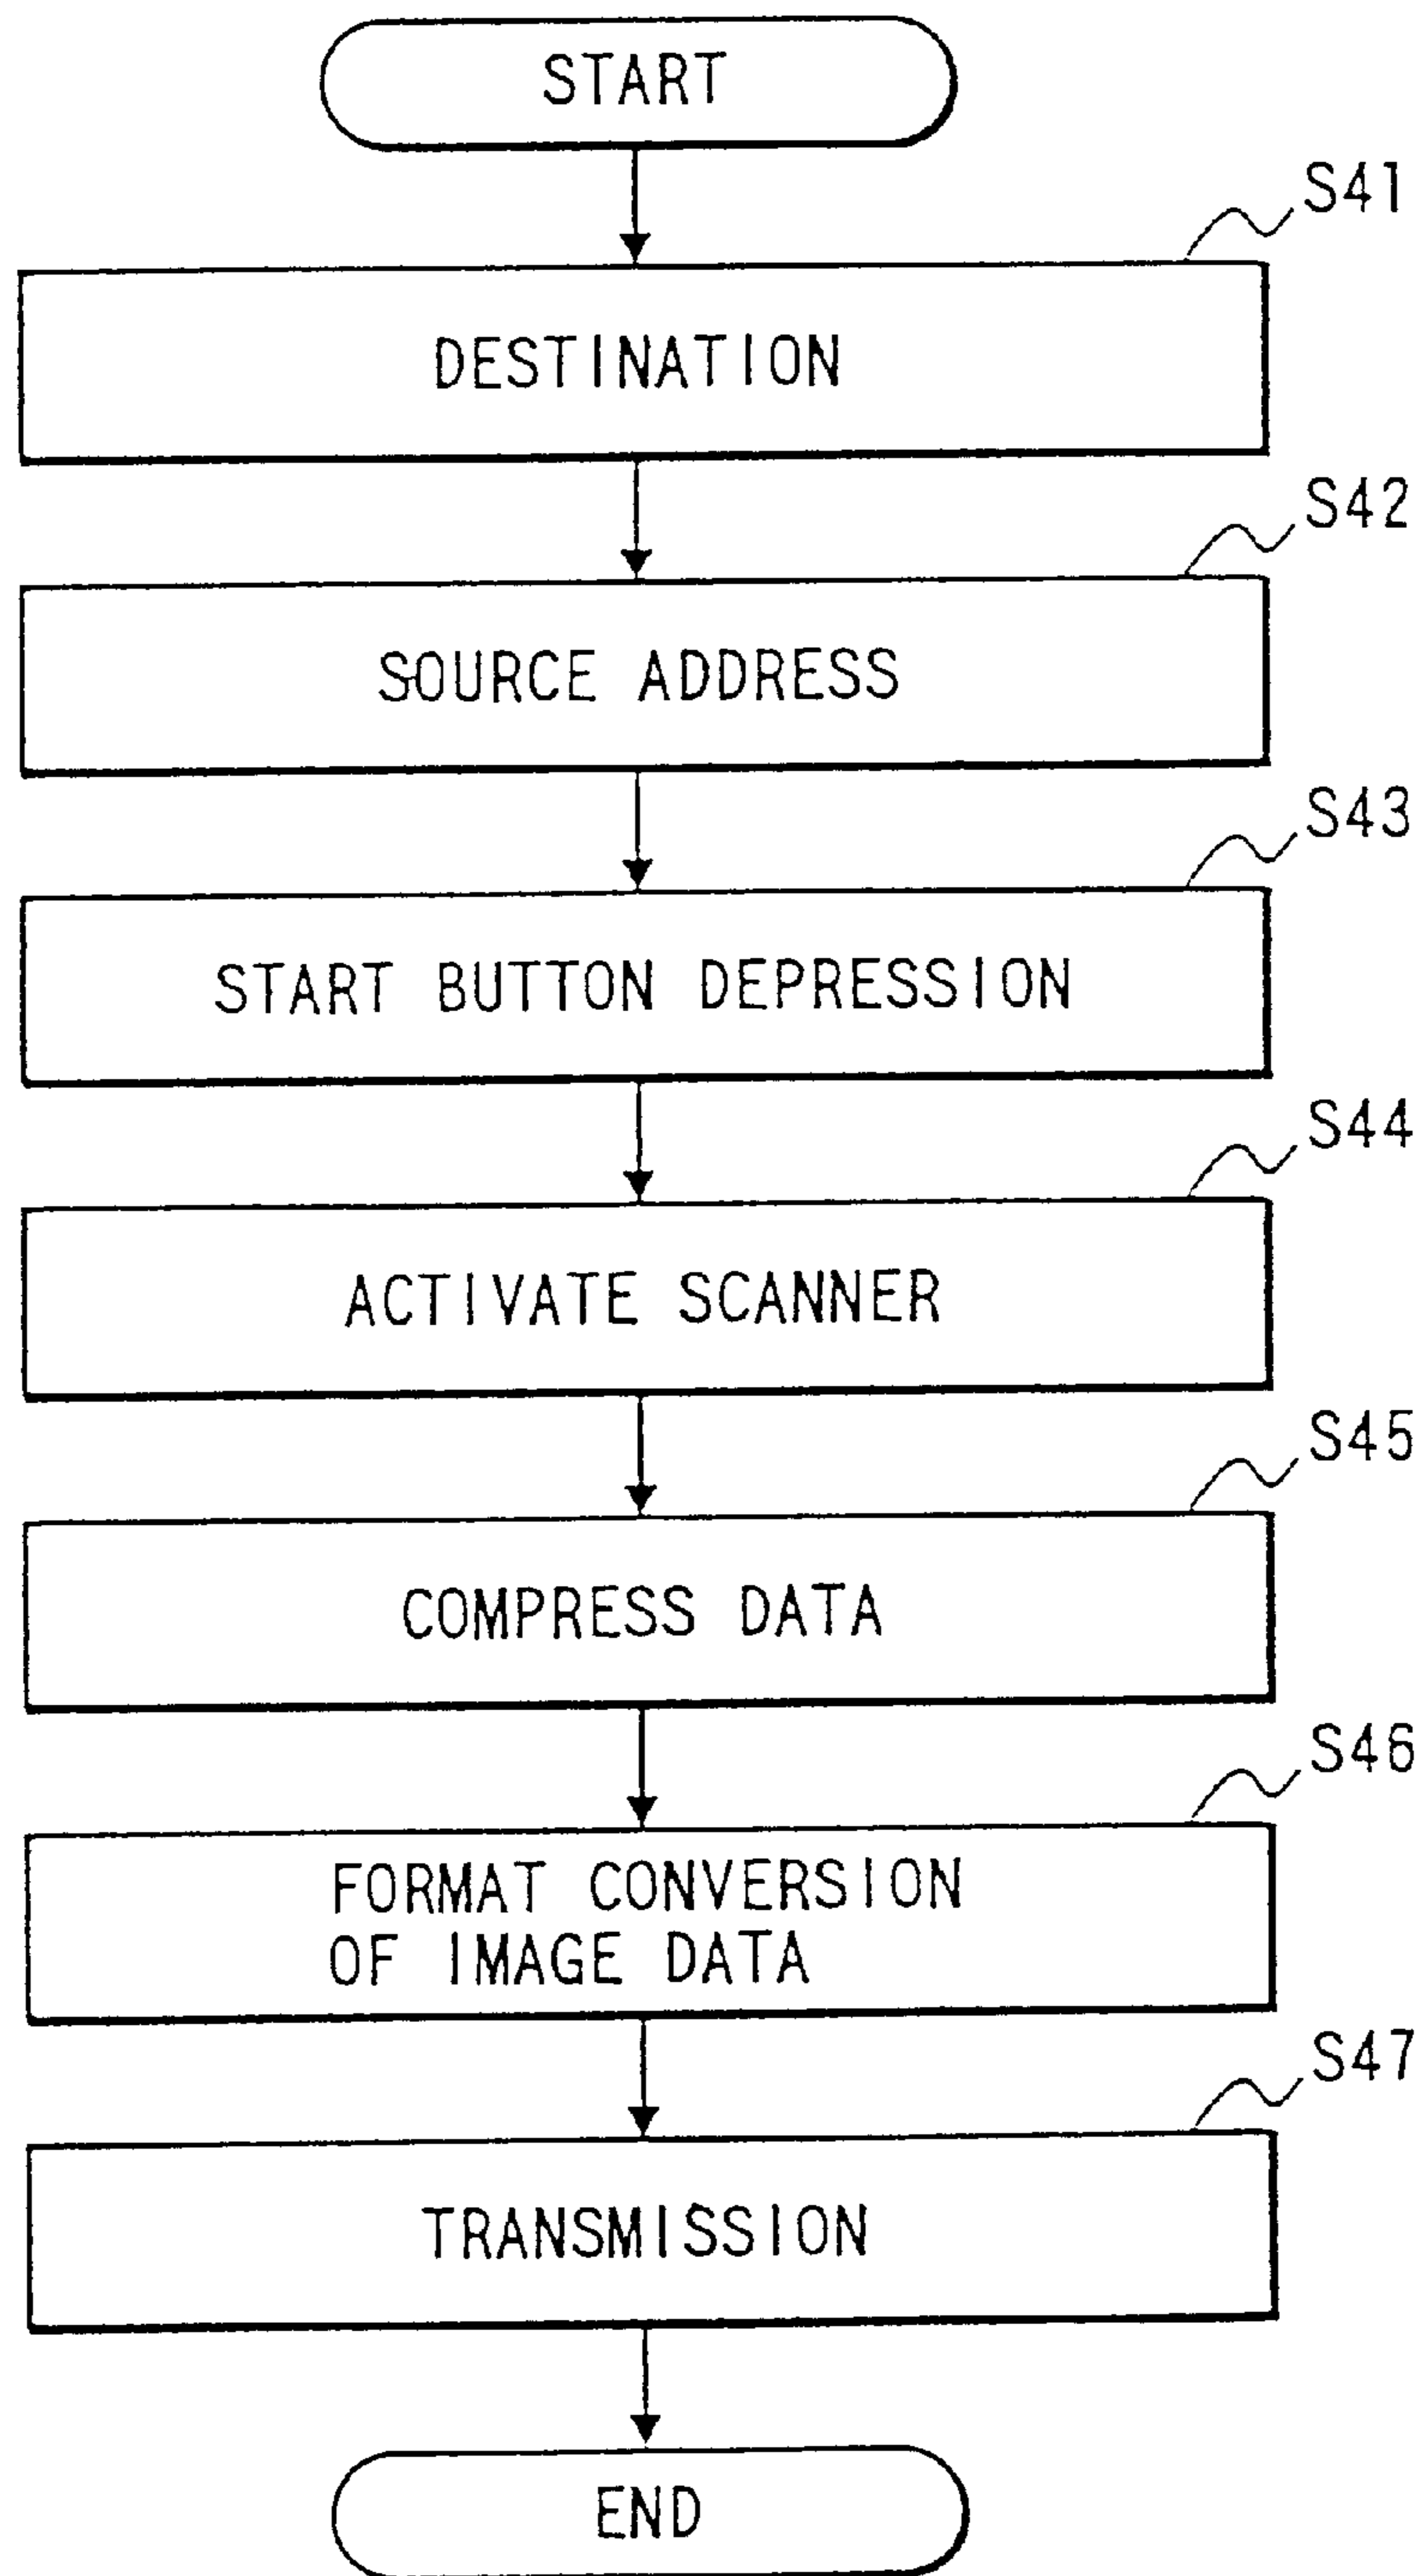 START
S41
DESTINATION
S42
SOURCE ADDRESS
S43
START BUTTON DEPRESSION
S44
ACTIVATE SCANNER
S45
COMPRESS DATA
S46
FORMAT CONVERSION
OF IMAGE DATA
S47
TRANSMISSION
END